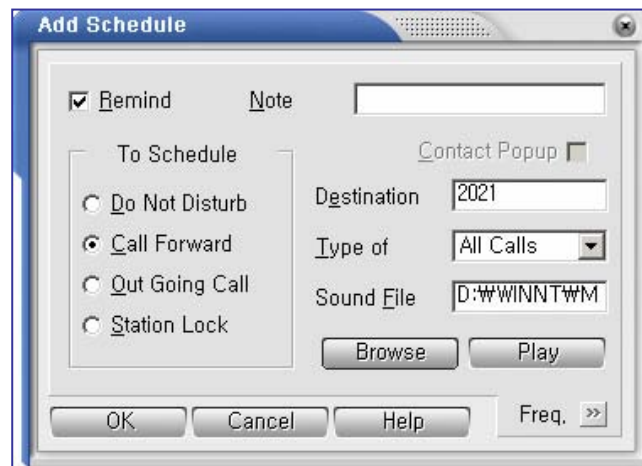 Add Schedule
Remind Note
To Schedule
Contact Popup
Do Not Disturb
Destination 2021
Call Forward
Type of All Calls
Out Going Call
Sound File D:₩WINNT₩M
Station Lock
Browse Play
OK Cancel Help Freq. >>